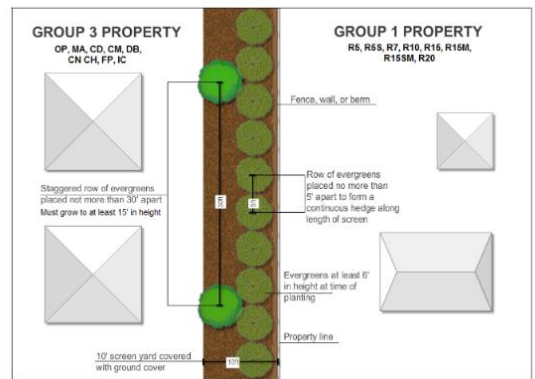 GROUP 3 PROPERTY
OP, MA, CD, CM, DB,
CN CH, FP, IC
GROUP 1 PROPERTY
R5, R5S, R7, R10, R15, R15M,
R15SM, R20
Fence, wall, or berm
Staggered row of evergreens
placed not more than 30' apart
Must grow to at least 15' in height
30ft
5ft
Row of evergreens
placed no more than
5' apart to form a
continuous hedge along
length of screen
Evergreens at least 6'
in height at time of
planting
Property line
10' screen yard covered
with ground cover
10ft